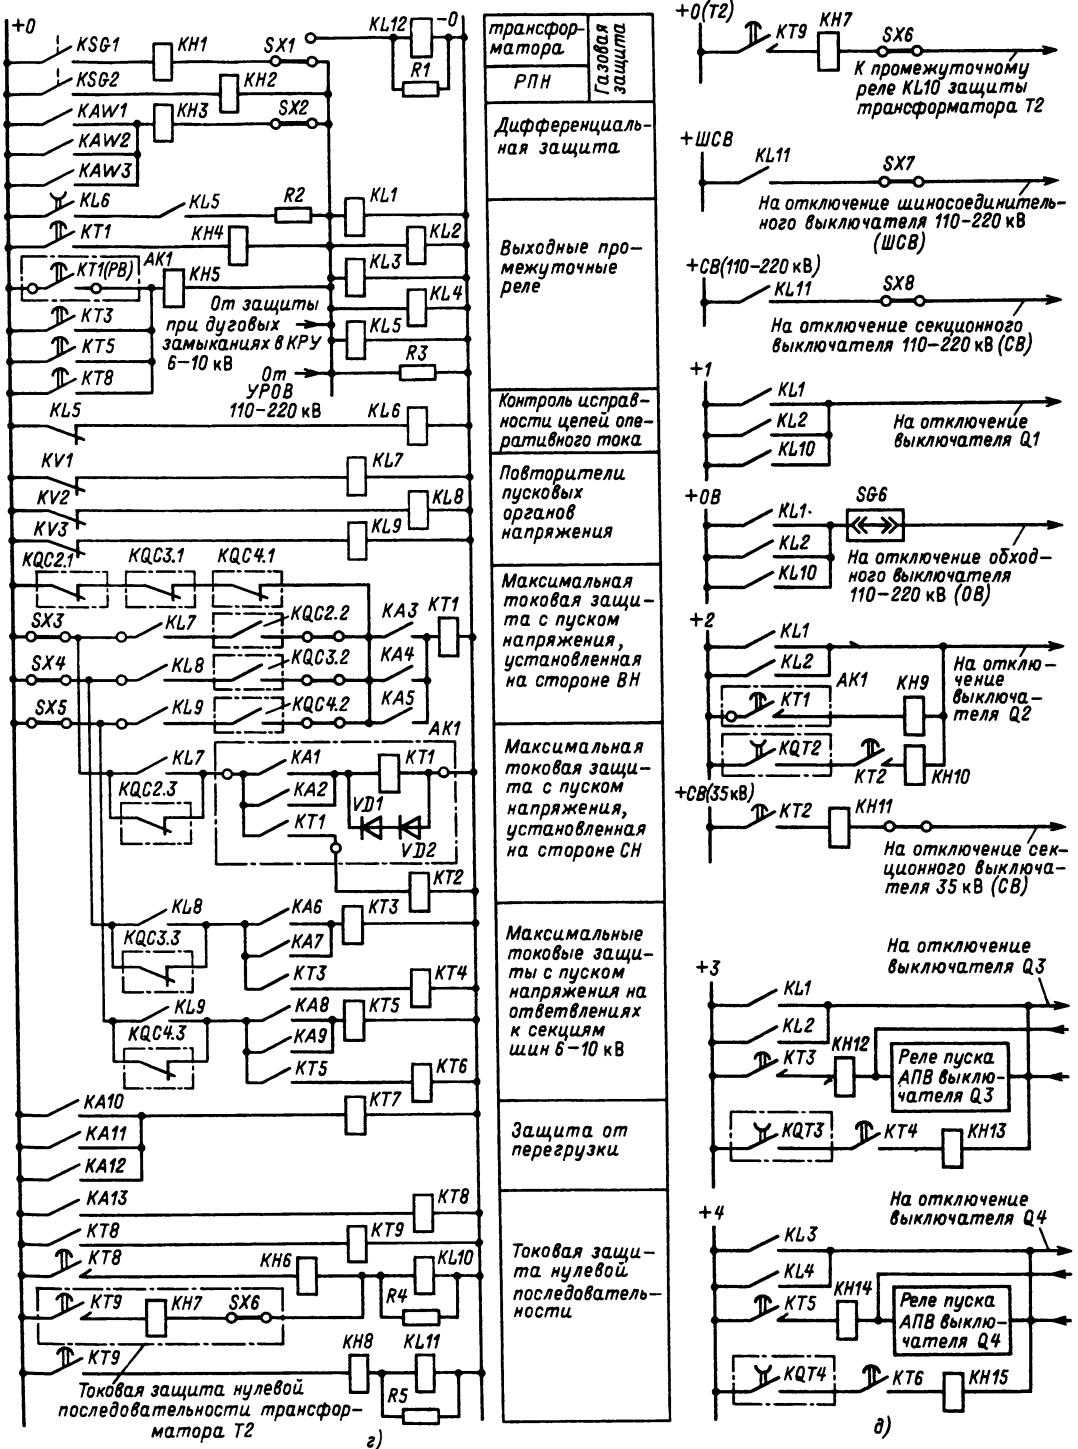 +0
KSG1
KH1
SX1
KL12
-0
R1
KSG2
KH2
KAW1
KH3
SX2
KAW2
KAW3
KL6
KL5
R2
KL1
KT1
KH4
KL2
KT1(РВ)
AK1
KH5
KL3
От защиты
при дуговых
замыканиях в КРУ
6–10 кВ
KL4
KT3
KL5
KT5
R3
KT8
От
УРОВ
110–220 кВ
KL5
KL6
KV1
KL7
KV2
KL8
KV3
KL9
KQC2.1
KQC3.1
KQC4.1
KA3
KT1
SX3
KL7
KQC2.2
SX4
KL8
KQC3.2
KA4
SX5
KL9
KQC4.2
KA5
AK1
KL7
KA1
KT1
KQC2.3
KA2
VD1
KT1
VD2
KT2
KL8
KA6
KT3
KQC3.3
KA7
KT3
KT4
KL9
KA8
KT5
KQC4.3
KA9
KT5
KT6
KA10
KT7
KA11
KA12
KA13
KT8
KT8
KT9
KT8
KH6
KL10
KT9
KH7
SX6
R4
KT9
KH8
KL11
R5
Токовая защита нулевой
последовательности трансфор-
матора Т2
г)
трансфор-
матора
РПН
Газовая
защита
Дифференциаль-
ная защита
Выходные про-
межуточные
реле
Контроль исправ-
ности цепей опе-
ративного тока
Повторители
пусковых
органов
напряжения
Максимальная
токовая защи-
та с пуском
напряжения,
установленная
на стороне ВН
Максимальная
токовая защи-
та с пуском
напряжения,
установленная
на стороне СН
Максимальные
токовые защи-
ты с пуском
напряжения на
ответвлениях
к секциям
шин 6–10 кВ
Защита от
перегрузки
Токовая защи-
та нулевой
последователь-
ности
+0(Т2)
KT9
KH7
SX6
К промежуточному
реле KL10 защиты
трансформатора Т2
+ШСВ
KL11
SX7
На отключение шиносоединитель-
ного выключателя 110–220 кВ
(ШСВ)
+СВ(110–220 кВ)
KL11
SX8
На отключение секционного
выключателя 110–220 кВ (СВ)
+1
KL1
KL2
KL10
На отключение
выключателя Q1
+0В
KL1
SG6
KL2
KL10
На отключение обход-
ного выключателя
110–220 кВ (ОВ)
+2
KL1
KL2
AK1
KT1
KH9
На отклю-
чение
выключа-
теля Q2
KQT2
KT2
KH10
+СВ(35кВ)
KT2
KH11
На отключение сек-
ционного выключа-
теля 35 кВ (СВ)
+3
На отключение
выключателя Q3
KL1
KL2
KT3
KH12
Реле пуска
АПВ выклю-
чателя Q3
KQT3
KT4
KH13
+4
На отключение
выключателя Q4
KL3
KL4
KT5
KH14
Реле пуска
АПВ выклю-
чателя Q4
KQT4
KT6
KH15
д)